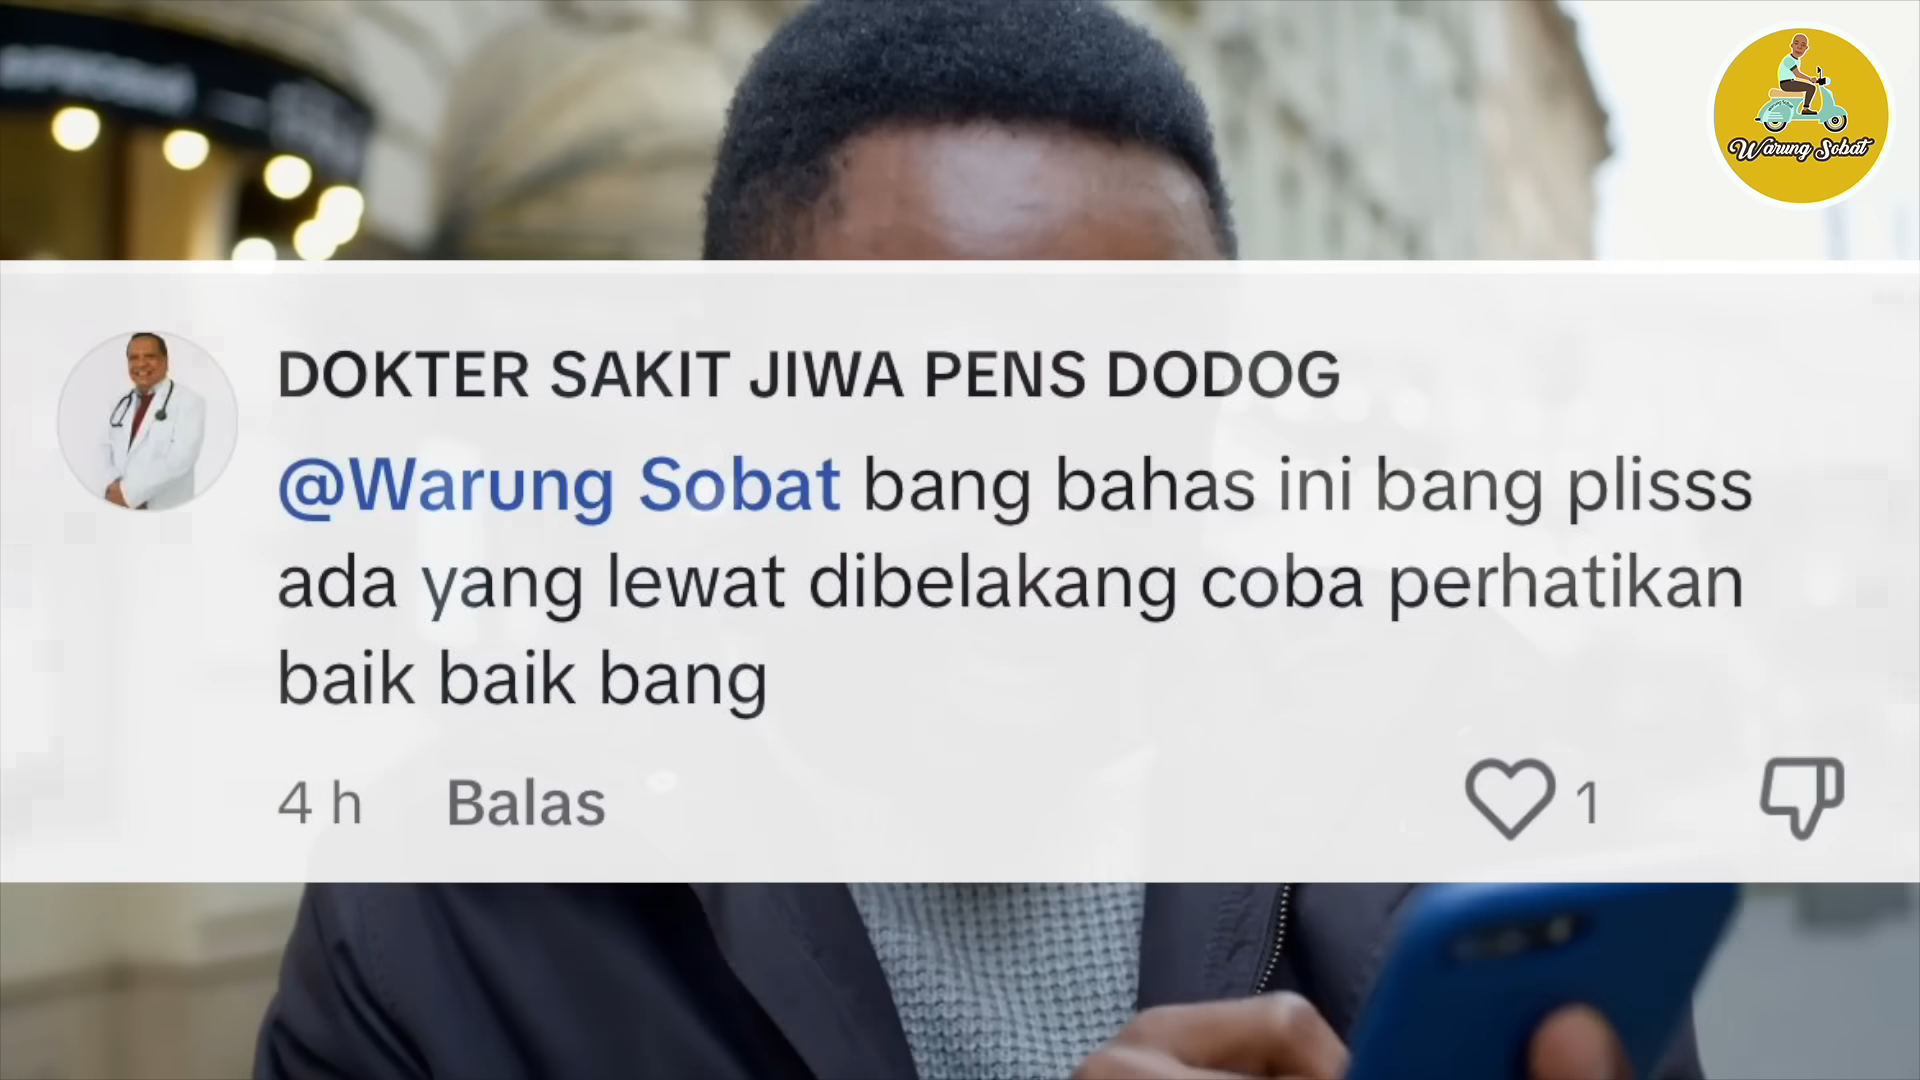 Warung Sobat
DOKTER SAKIT JIWA PENS DODOG
@Warung Sobat bang bahas ini bang plisss
ada yang lewat dibelakang coba perhatikan
baik baik bang
4 h Balas 1